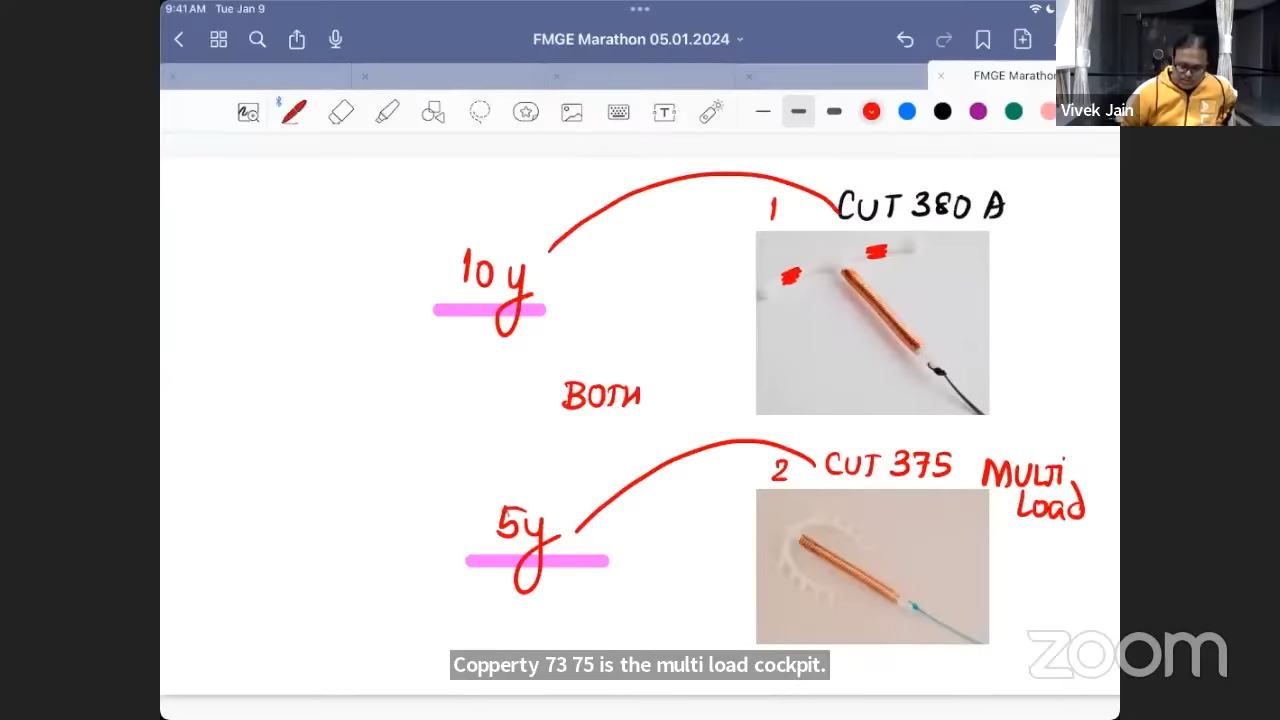 9:41 AM Tue Jan 9
FMGE Marathon 05.01.2024
FMGE Marathon
Vivek Jain
1 CUT 380 A
10 y
BOTH
2 CUT 375 MULTI
LOAD
5y
Copperty 73 75 is the multi load cockpit.
zoom